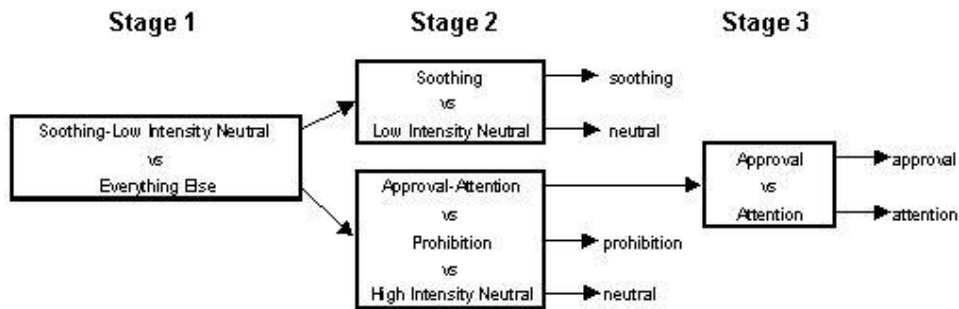 Stage 1
Stage 2
Stage 3
Soothing-Low Intensity Neutral
vs
Everything Else
Soothing
vs
Low Intensity Neutral
soothing
neutral
Approval-Attention
vs
Prohibition
vs
High Intensity Neutral
prohibition
neutral
Approval
vs
Attention
approval
attention